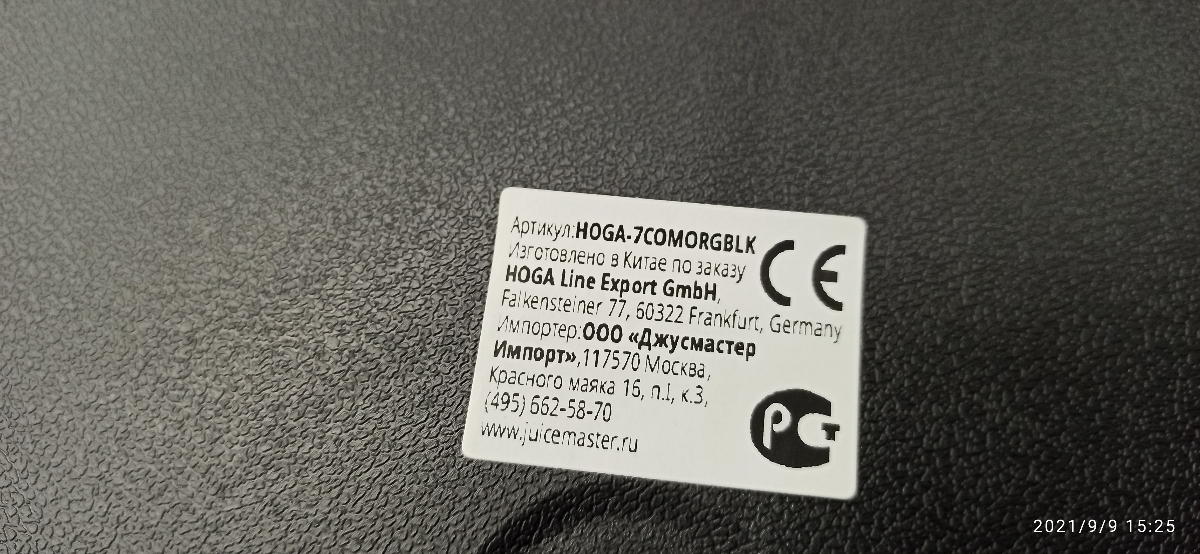 Артикул:HOGA-7COMORGBLK
Изготовлено в Китае по заказу
HOGA Line Export GmbH,
Falkensteiner 77, 60322 Frankfurt, Germany
Импортер:ООО «Джусмастер
Импорт»,117570 Москва,
Красного маяка 16, п.I, к.3,
(495) 662-58-70
www.juicemaster.ru
CE
РСТ
2021/9/9 15:25